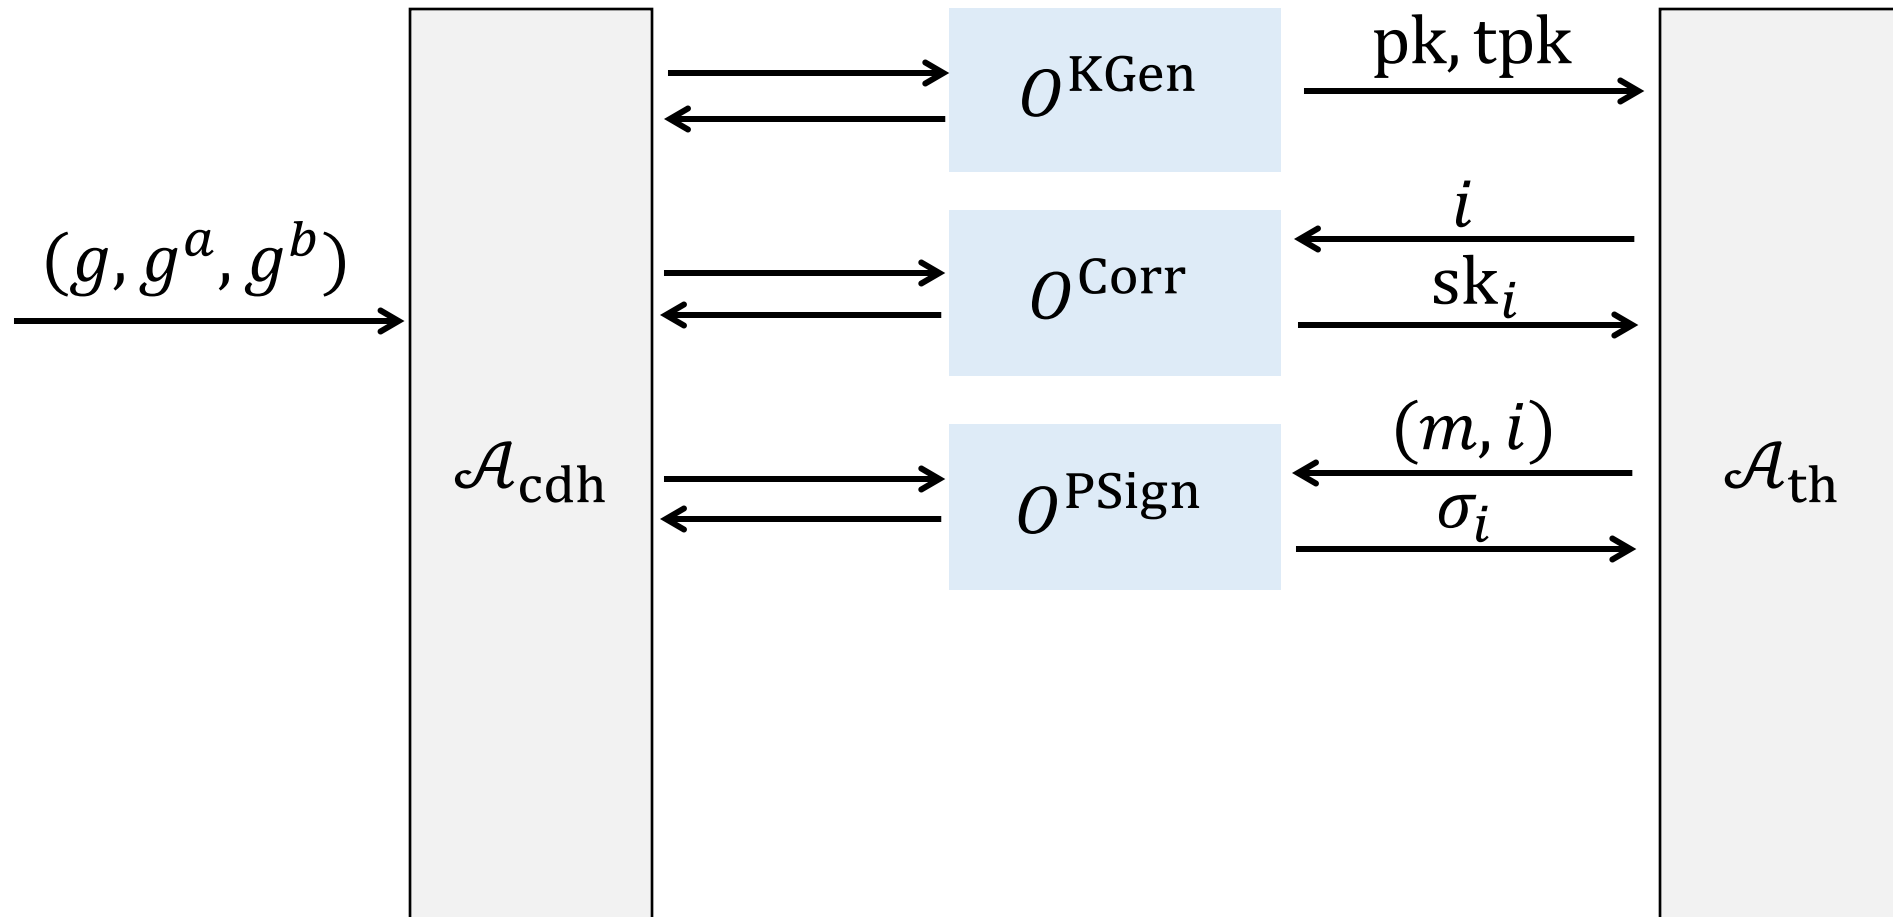 pk, tpk
O^KGen
i
(g, g^a, g^b)
O^Corr
sk_i
(m, i)
𝒜_cdh
O^PSign
σ_i
𝒜_th